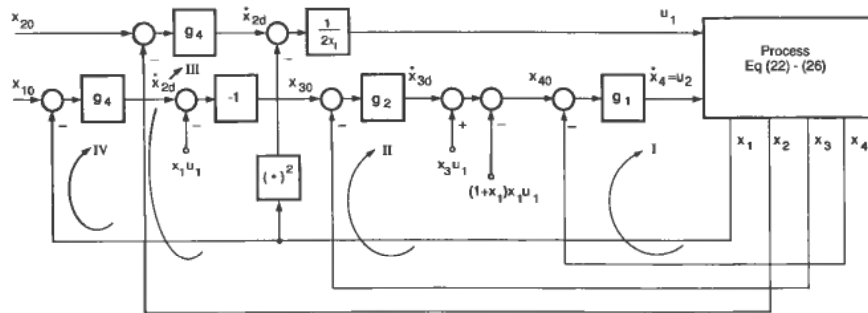 x20
g4
ẋ2d
1/2x1
u1
Process
Eq (22) - (26)
III
x10
g4
ẋ2d
-1
x30
g2
ẋ3d
x40
g1
ẋ4=u2
x1 x2 x3 x4
+
x1u1
x3u1
(1+x1)x1u1
(•)2
IV
II
I